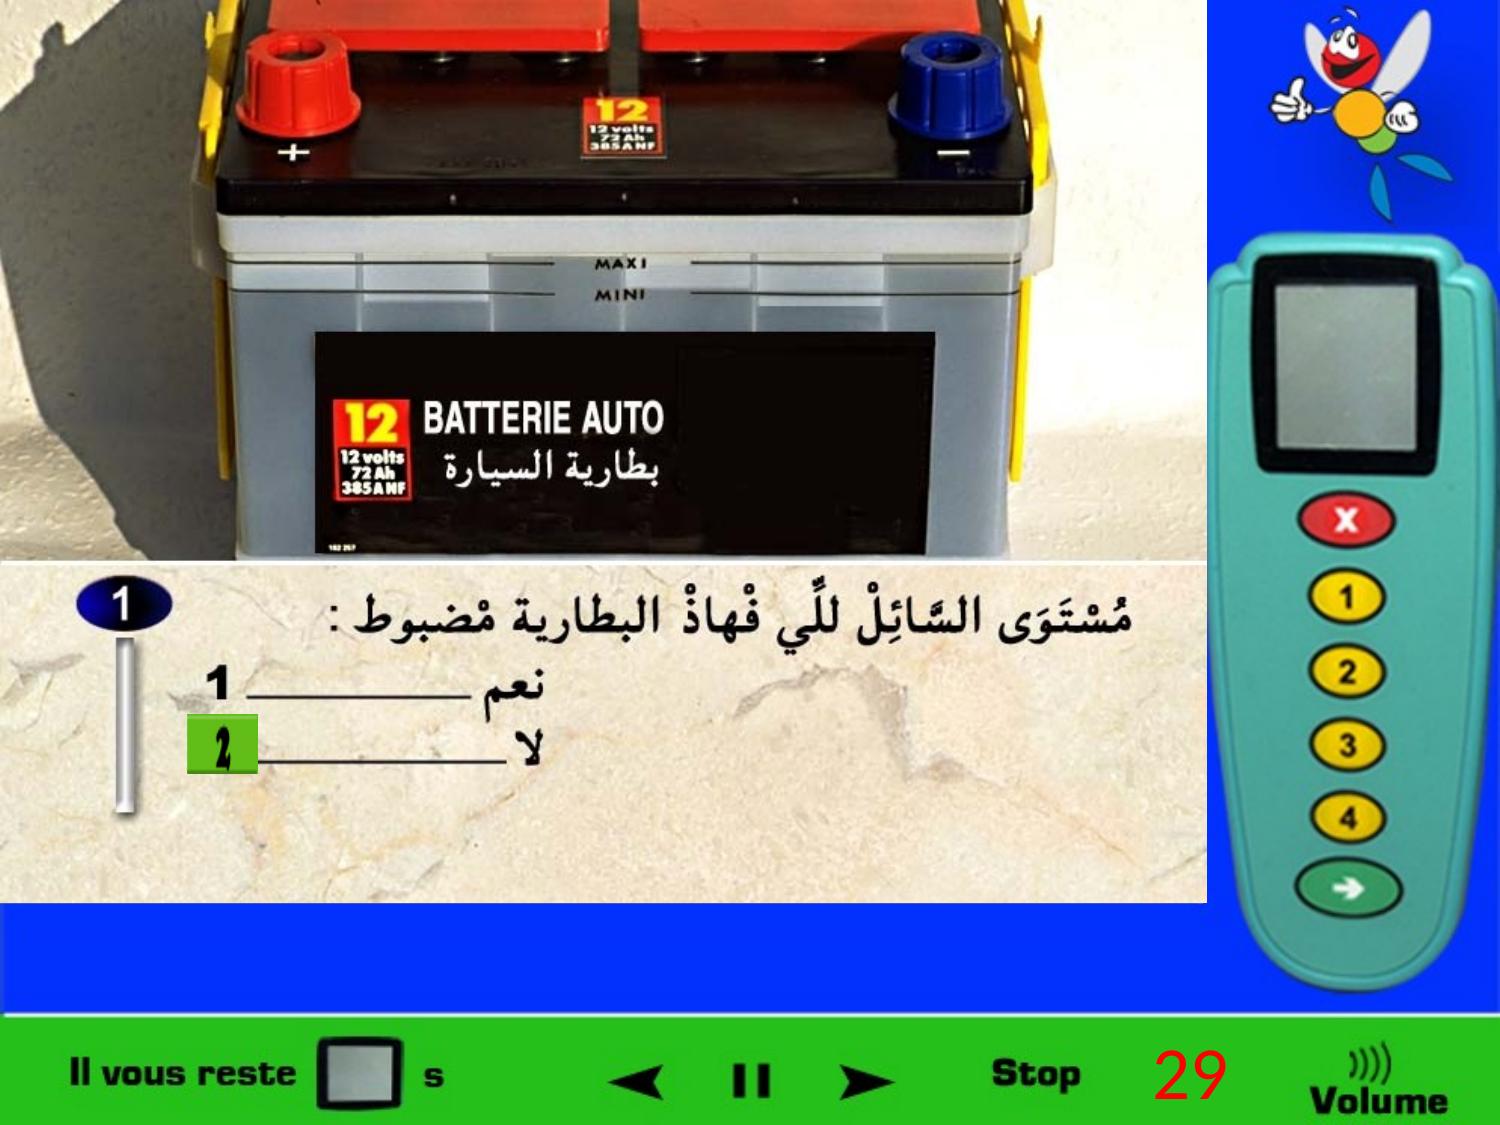 12
12 volts
72 Ah
385 A NF
+
−
MAXI
MINI
12
12 volts
72 Ah
385 A NF
BATTERIE AUTO
بطارية السيارة
1
مُسْتَوَى السَّائِلْ للِّي فْهاذْ البطارية مْضبوط :
نعم 1
لا 2
X
1
2
3
4
Il vous reste s
Stop
29
Volume